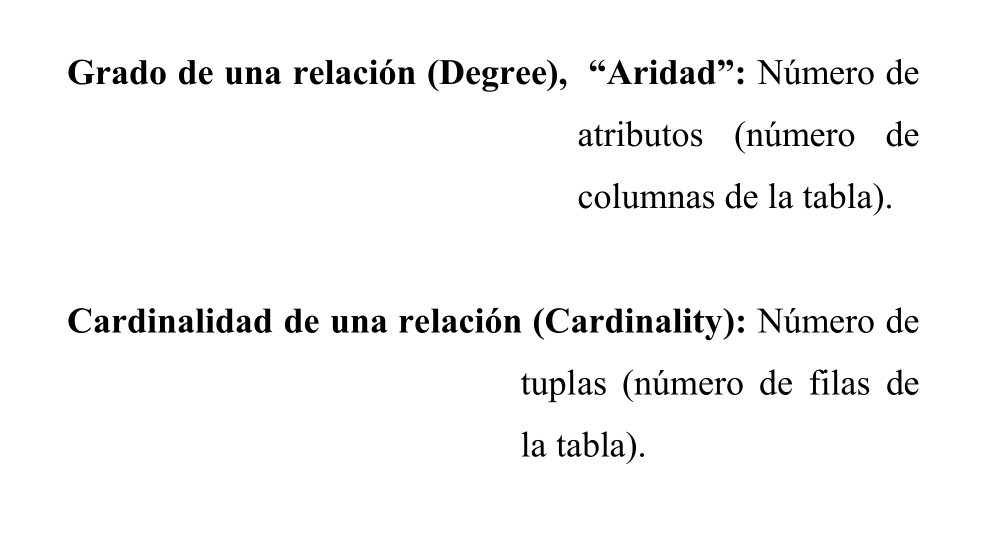 Grado de una relación (Degree), “Aridad”: Número de
atributos (número de
columnas de la tabla).
Cardinalidad de una relación (Cardinality): Número de
tuplas (número de filas de
la tabla).